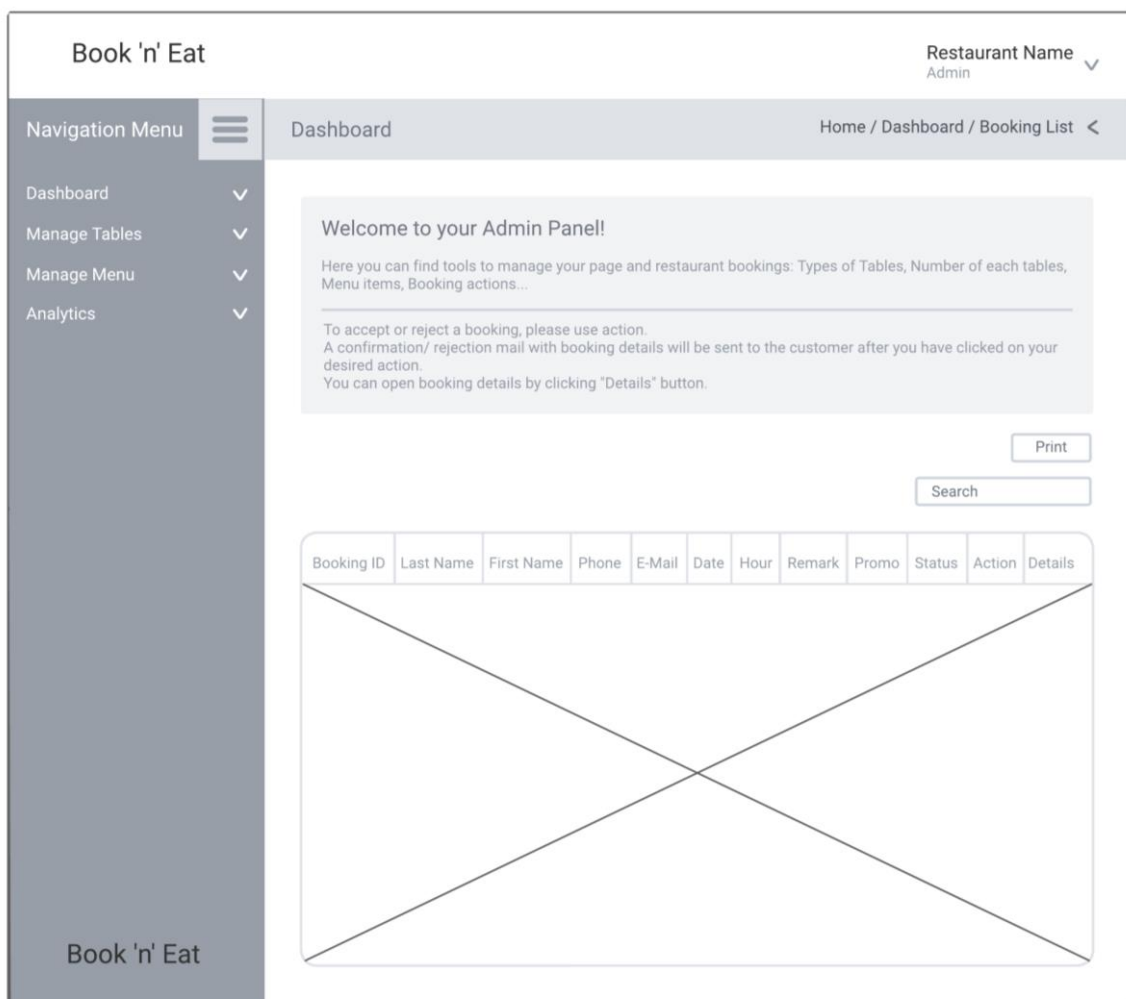 Book 'n' Eat
Restaurant Name
Admin
Navigation Menu
Dashboard
Home / Dashboard / Booking List <
Dashboard
Manage Tables
Manage Menu
Analytics
Welcome to your Admin Panel!
Here you can find tools to manage your page and restaurant bookings: Types of Tables, Number of each tables,
Menu items, Booking actions...
To accept or reject a booking, please use action.
A confirmation/ rejection mail with booking details will be sent to the customer after you have clicked on your
desired action.
You can open booking details by clicking "Details" button.
Print
Search
Booking ID Last Name First Name Phone E-Mail Date Hour Remark Promo Status Action Details
Book 'n' Eat